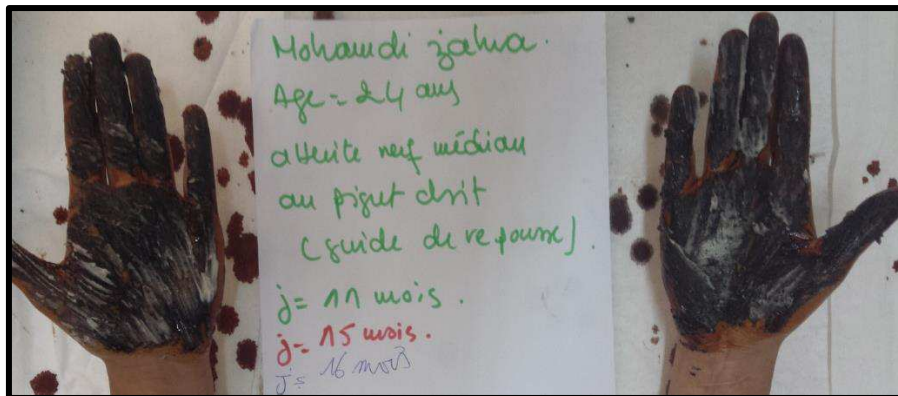 Mohamdi zahra.
Age = 24 ans
atteinte nerf médian
au pignet droit
(guide de repousse).
j = 11 mois.
j = 15 mois.
j = 16 mois